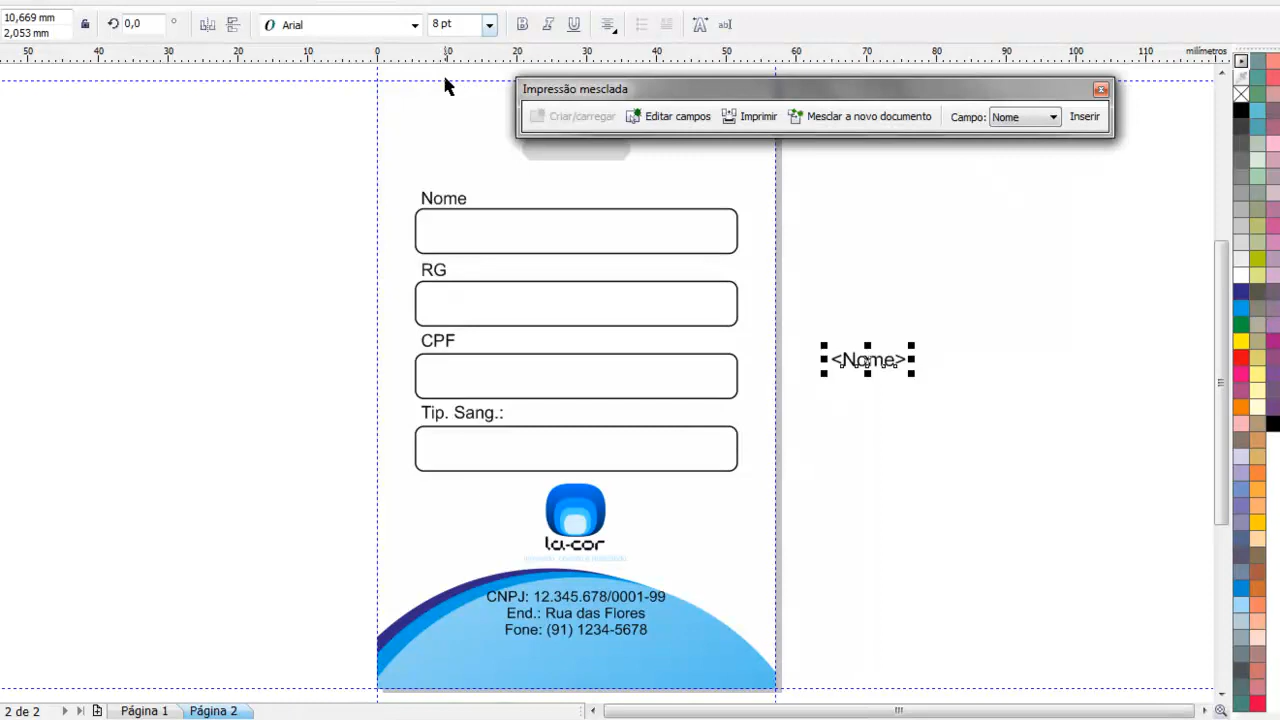 10,669 mm
2,053 mm
0,0
°
Arial
8 pt
B I U
abI
50 40 30 20 10 0 10 20 30 40 50 60 70 80 90 100 110 milímetros
Impressão mesclada
Criar/carregar Editar campos Imprimir Mesclar a novo documento Campo: Nome Inserir
Nome
RG
CPF
Tip. Sang.:
<Nome>
la-cor
CNPJ: 12.345.678/0001-99
End.: Rua das Flores
Fone: (91) 1234-5678
2 de 2 Página 1 Página 2